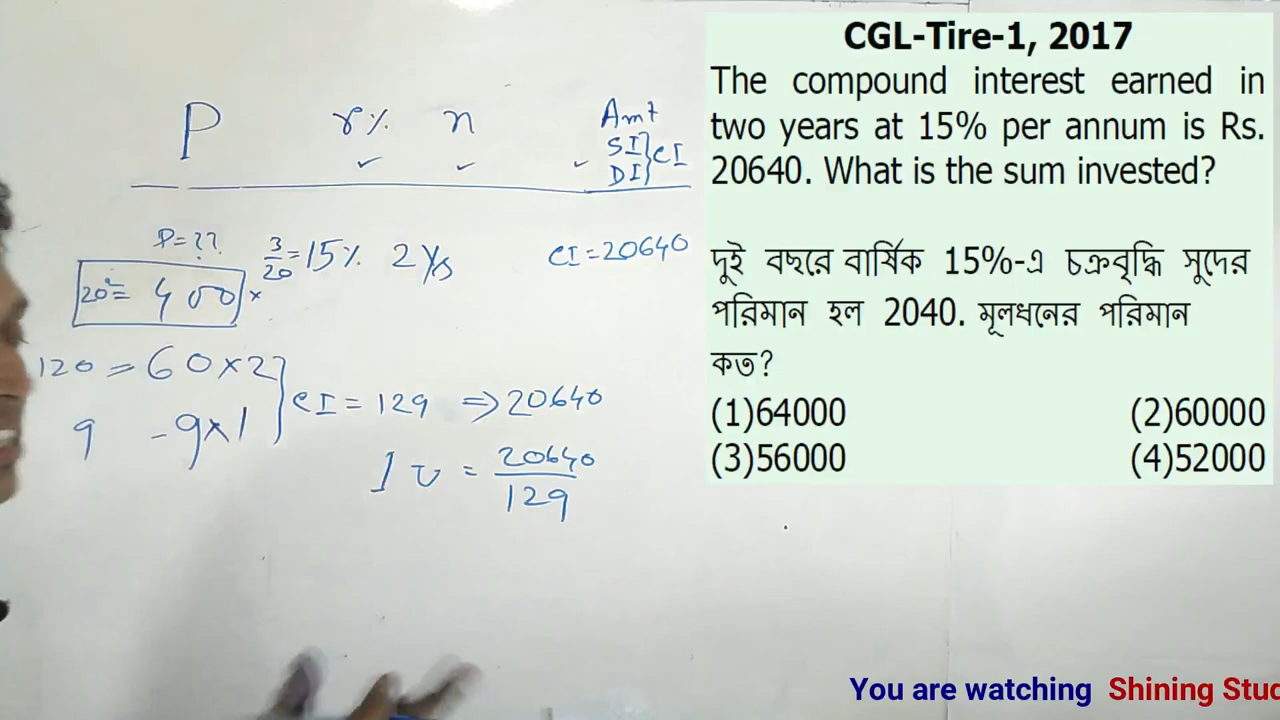 P r% n Amt
SI } CI
DI
P = ??
3/20 = 15% 2 Ys CI = 20640
20² = 400 ×
120 => 60×2
CI = 129 => 20640
9 - 9×1
1 U = 20640/129
CGL-Tire-1, 2017
The compound interest earned in
two years at 15% per annum is Rs.
20640. What is the sum invested?
দুই বছরে বার্ষিক 15%-এ চক্রবৃদ্ধি সুদের
পরিমান হল 2040. মূলধনের পরিমান
কত?
(1)64000 (2)60000
(3)56000 (4)52000
You are watching Shining Stud